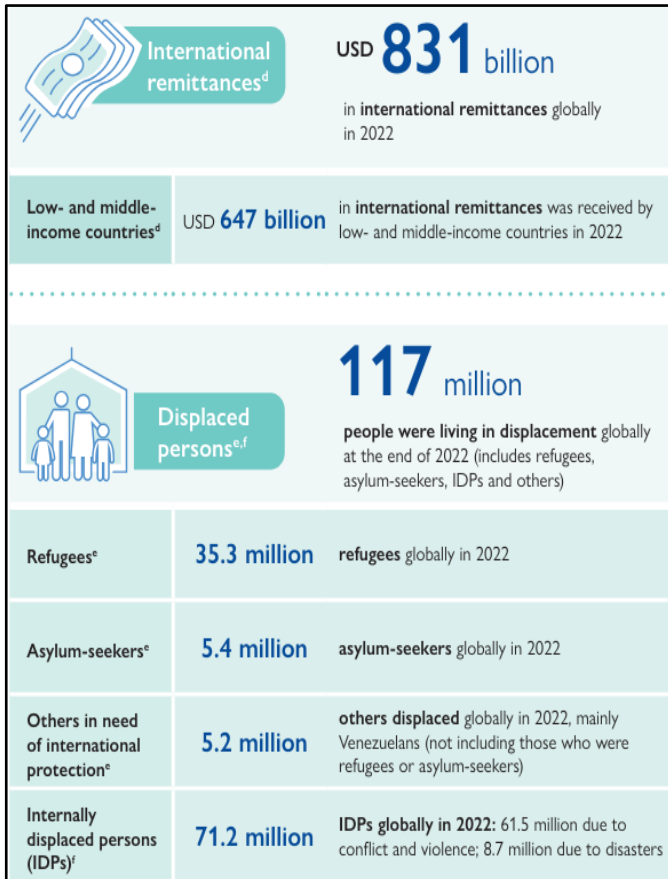 International
remittancesᵈ
USD 831 billion
in international remittances globally
in 2022
Low- and middle-
income countriesᵈ
USD 647 billion
in international remittances was received by
low- and middle-income countries in 2022
Displaced
personsᵉ,ᶠ
117 million
people were living in displacement globally
at the end of 2022 (includes refugees,
asylum-seekers, IDPs and others)
Refugeesᵉ
35.3 million
refugees globally in 2022
Asylum-seekersᵉ
5.4 million
asylum-seekers globally in 2022
Others in need
of international
protectionᵉ
5.2 million
others displaced globally in 2022, mainly
Venezuelans (not including those who were
refugees or asylum-seekers)
Internally
displaced persons
(IDPs)ᶠ
71.2 million
IDPs globally in 2022: 61.5 million due to
conflict and violence; 8.7 million due to disasters